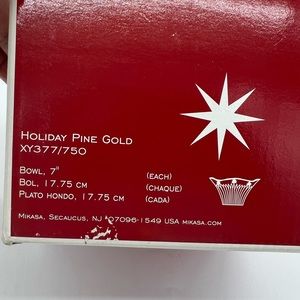 HOLIDAY PINE GOLD
XY377/750
BOWL, 7" (EACH)
BOL, 17.75 CM (CHAQUE)
PLATO HONDO, 17.75 CM (CADA)
MIKASA, SECAUCUS, NJ 07096-1549 USA MIKASA.COM